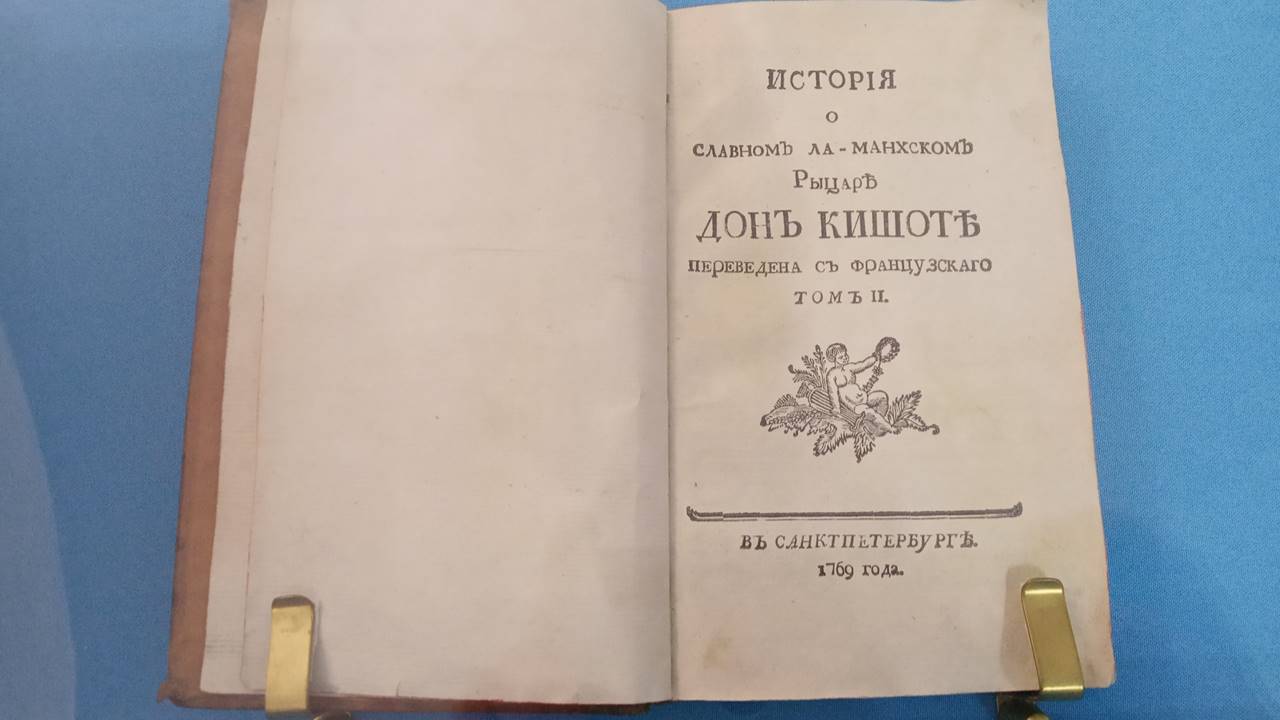 ИСТОРІЯ
О
СЛАВНОМЪ ЛА-МАНХСКОМЪ
РЫЦАРѢ
ДОНЪ КИШОТѢ
ПЕРЕВЕДЕНА СЪ ФРАНЦУЗСКАГО
ТОМЪ II.
ВЪ САНКТПЕТЕРБУРГѢ.
1769 года.